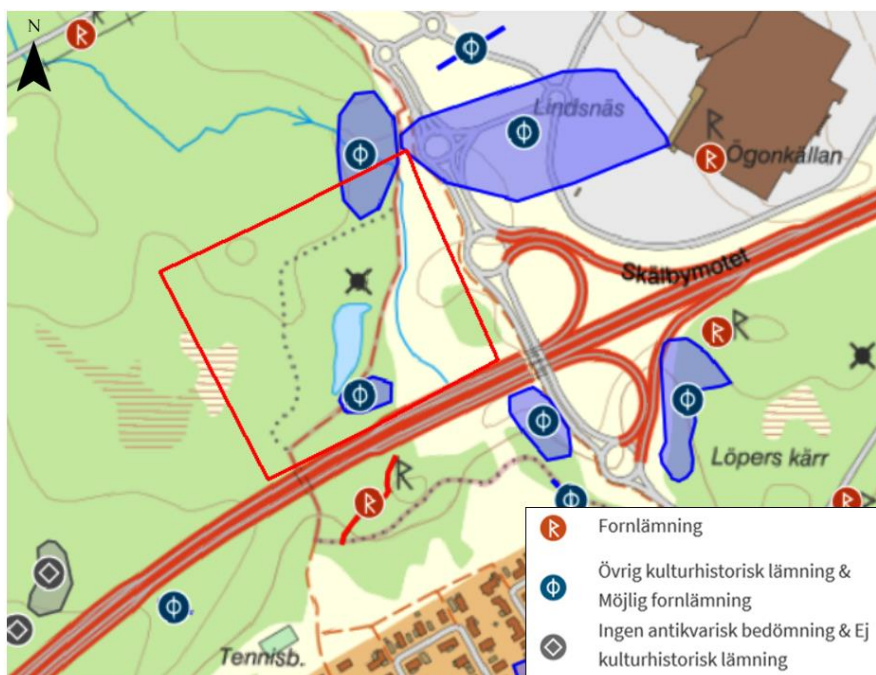 N
Lindsnäs
Ögonkällan
Skälbymotet
Löpers kärr
Tennisb.
Fornlämning
Övrig kulturhistorisk lämning &
Möjlig fornlämning
Ingen antikvarisk bedömning & Ej
kulturhistorisk lämning